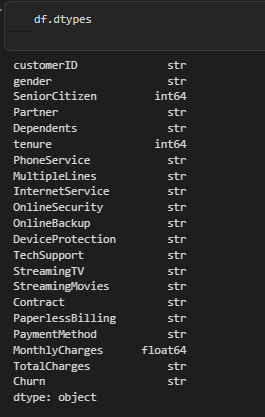 df.dtypes
customerID str
gender str
SeniorCitizen int64
Partner str
Dependents str
tenure int64
PhoneService str
MultipleLines str
InternetService str
OnlineSecurity str
OnlineBackup str
DeviceProtection str
TechSupport str
StreamingTV str
StreamingMovies str
Contract str
PaperlessBilling str
PaymentMethod str
MonthlyCharges float64
TotalCharges str
Churn str
dtype: object